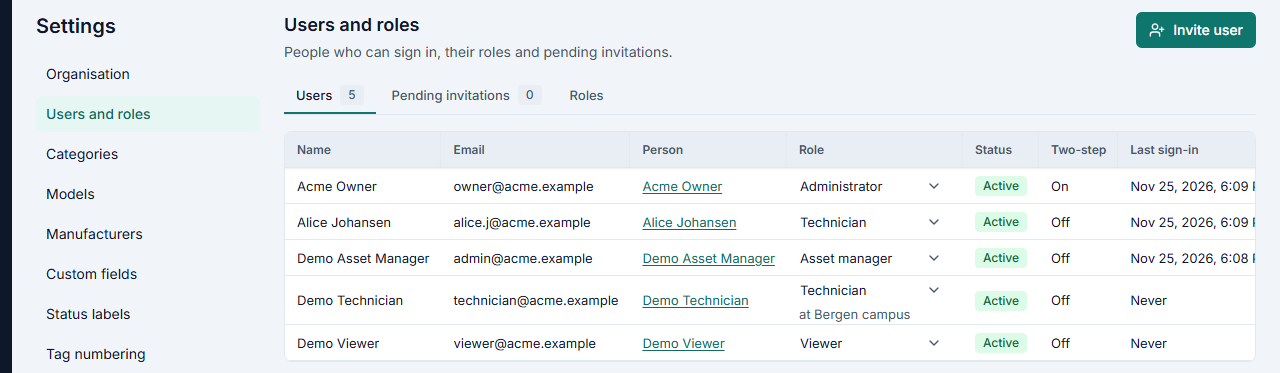 Settings
Organisation
Users and roles
Categories
Models
Manufacturers
Custom fields
Status labels
Tag numbering
Users and roles
People who can sign in, their roles and pending invitations.
Invite user
Users 5 Pending invitations 0 Roles
Name Email Person Role Status Two-step Last sign-in
Acme Owner owner@acme.example Acme Owner Administrator Active On Nov 25, 2026, 6:09
Alice Johansen alice.j@acme.example Alice Johansen Technician Active Off Nov 25, 2026, 6:09
Demo Asset Manager admin@acme.example Demo Asset Manager Asset manager Active Off Nov 25, 2026, 6:08
Demo Technician technician@acme.example Demo Technician Technician Active Off Never
at Bergen campus
Demo Viewer viewer@acme.example Demo Viewer Viewer Active Off Never